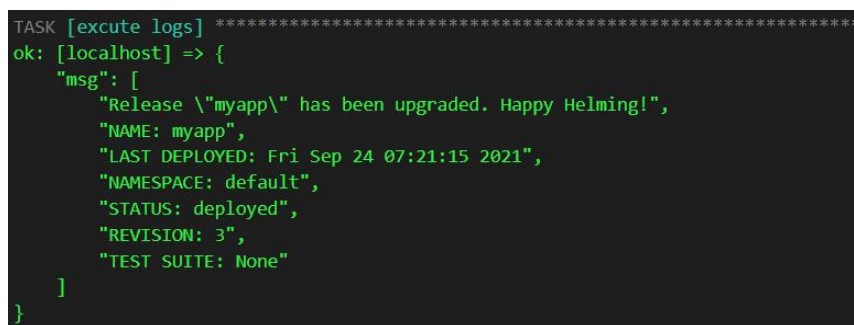 TASK [excute logs] ************************************************************
ok: [localhost] => {
    "msg": [
        "Release \"myapp\" has been upgraded. Happy Helming!",
        "NAME: myapp",
        "LAST DEPLOYED: Fri Sep 24 07:21:15 2021",
        "NAMESPACE: default",
        "STATUS: deployed",
        "REVISION: 3",
        "TEST SUITE: None"
    ]
}